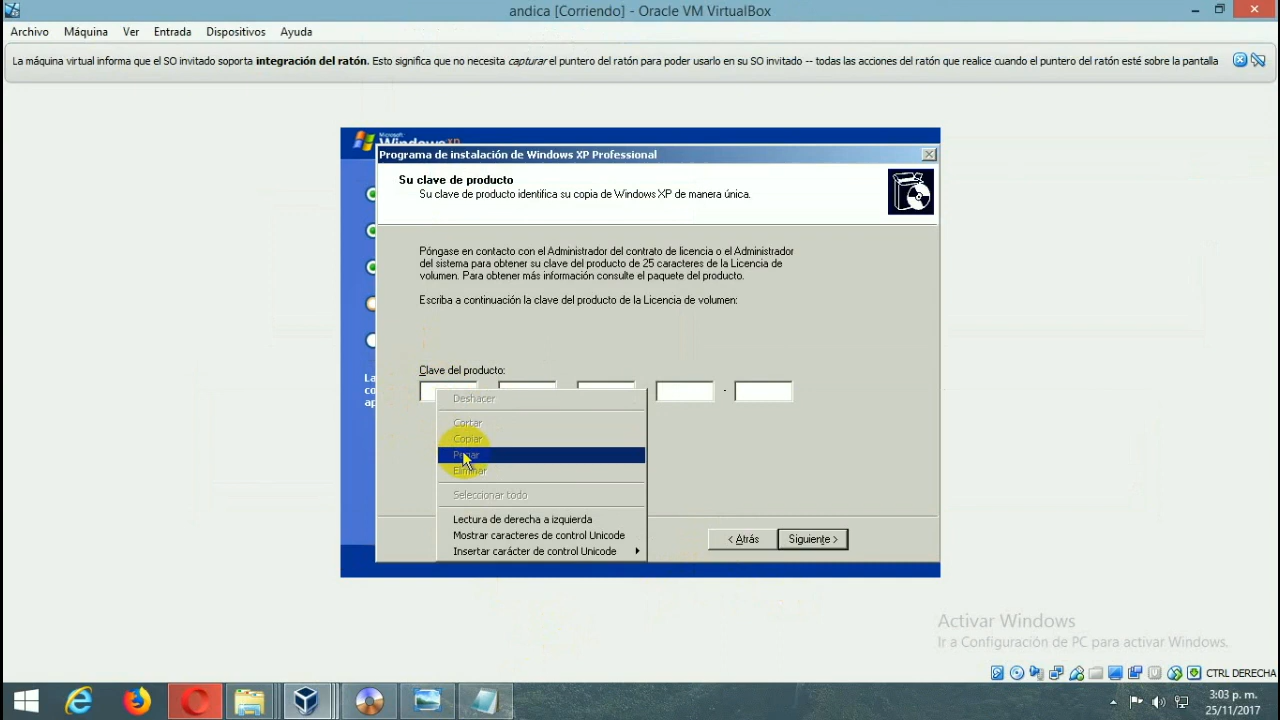 andica [Corriendo] - Oracle VM VirtualBox
Archivo Máquina Ver Entrada Dispositivos Ayuda
La máquina virtual informa que el SO invitado soporta integración del ratón. Esto significa que no necesita capturar el puntero del ratón para poder usarlo en su SO invitado -- todas las acciones del ratón que realice cuando el puntero del ratón esté sobre la pantalla
Microsoft
Windows xp
Programa de instalación de Windows XP Professional
Su clave de producto
Su clave de producto identifica su copia de Windows XP de manera única.
Póngase en contacto con el Administrador del contrato de licencia o el Administrador
del sistema para obtener su clave del producto de 25 caracteres de la Licencia de
volumen. Para obtener más información consulte el paquete del producto.
Escriba a continuación la clave del producto de la Licencia de volumen:
La
co
ap
Clave del producto:
-
Deshacer
Cortar
Copiar
Pegar
Eliminar
Seleccionar todo
Lectura de derecha a izquierda
Mostrar caracteres de control Unicode
Insertar carácter de control Unicode
< Atrás Siguiente >
Activar Windows
Ir a Configuración de PC para activar Windows.
CTRL DERECHA
3:03 p. m.
25/11/2017